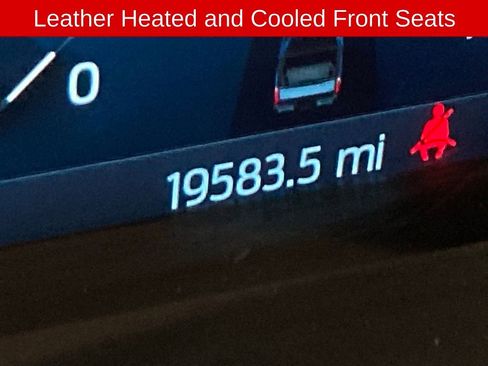 Leather Heated and Cooled Front Seats
0
19583.5 mi